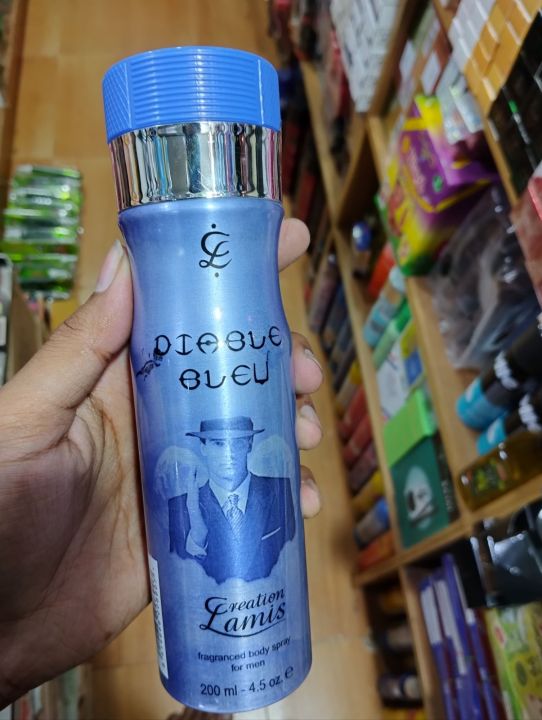 DIABLE
BLEU
Creation
Lamis
fragranced body spray
for men
200 ml - 4.5 oz. e